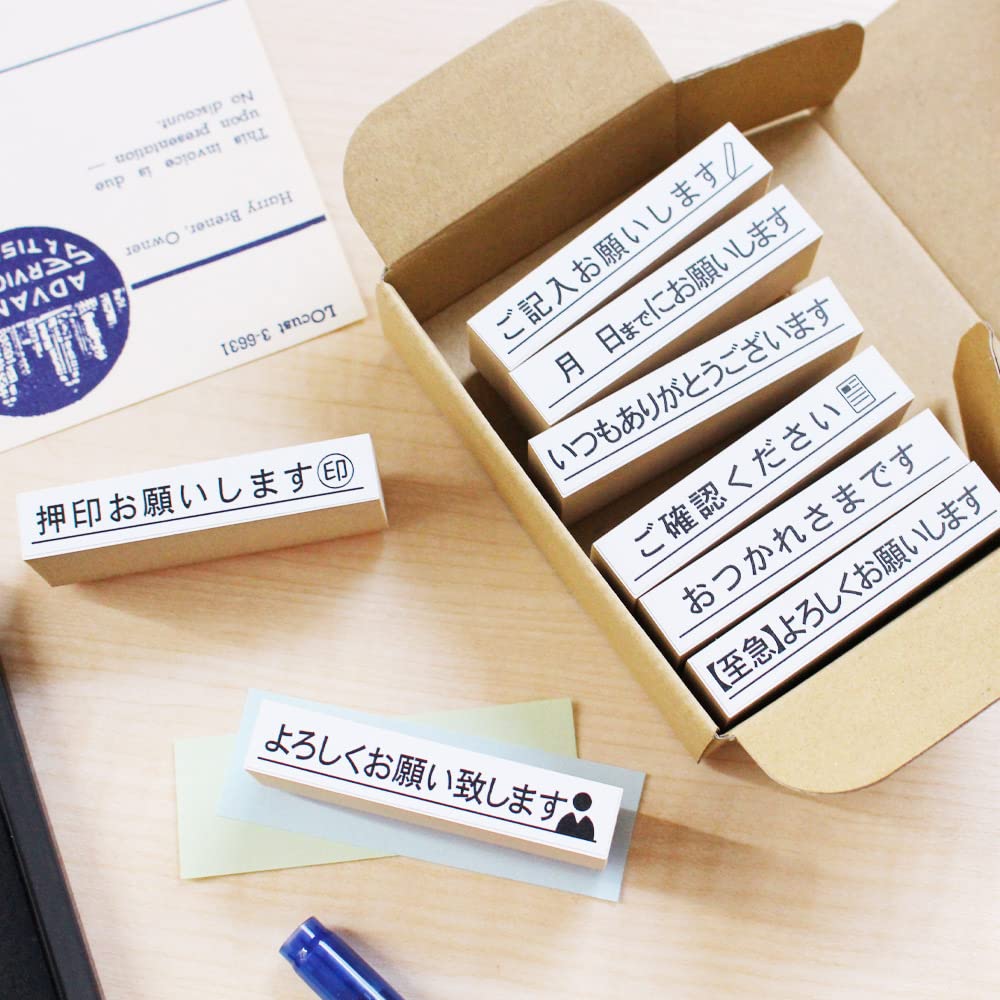 No discount.
upon presentation —
This invoice is due
Harry Brener, Owner
LOcust 3-6631
ご記入お願いします
月 日までにお願いします
いつもありがとうございます
ご確認ください
おつかれさまです
【至急】よろしくお願いします
押印お願いします㊞
よろしくお願い致します